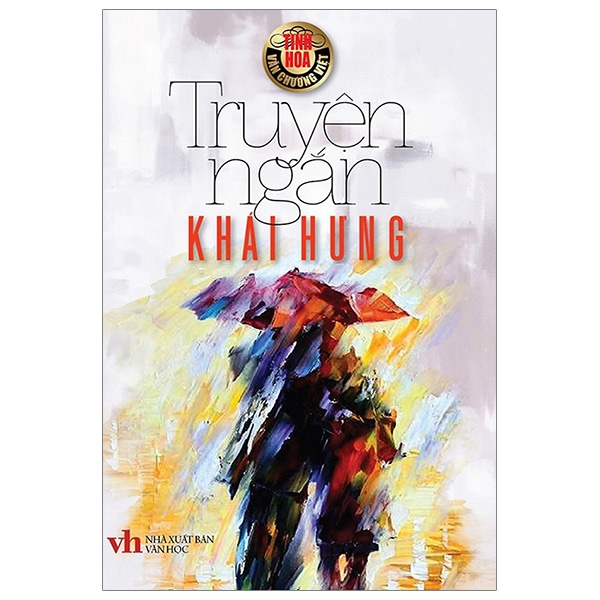 TINH
HOA
VĂN CHƯƠNG VIỆT
Truyện
ngắn
KHÁI HƯNG
vh NHÀ XUẤT BẢN
VĂN HỌC